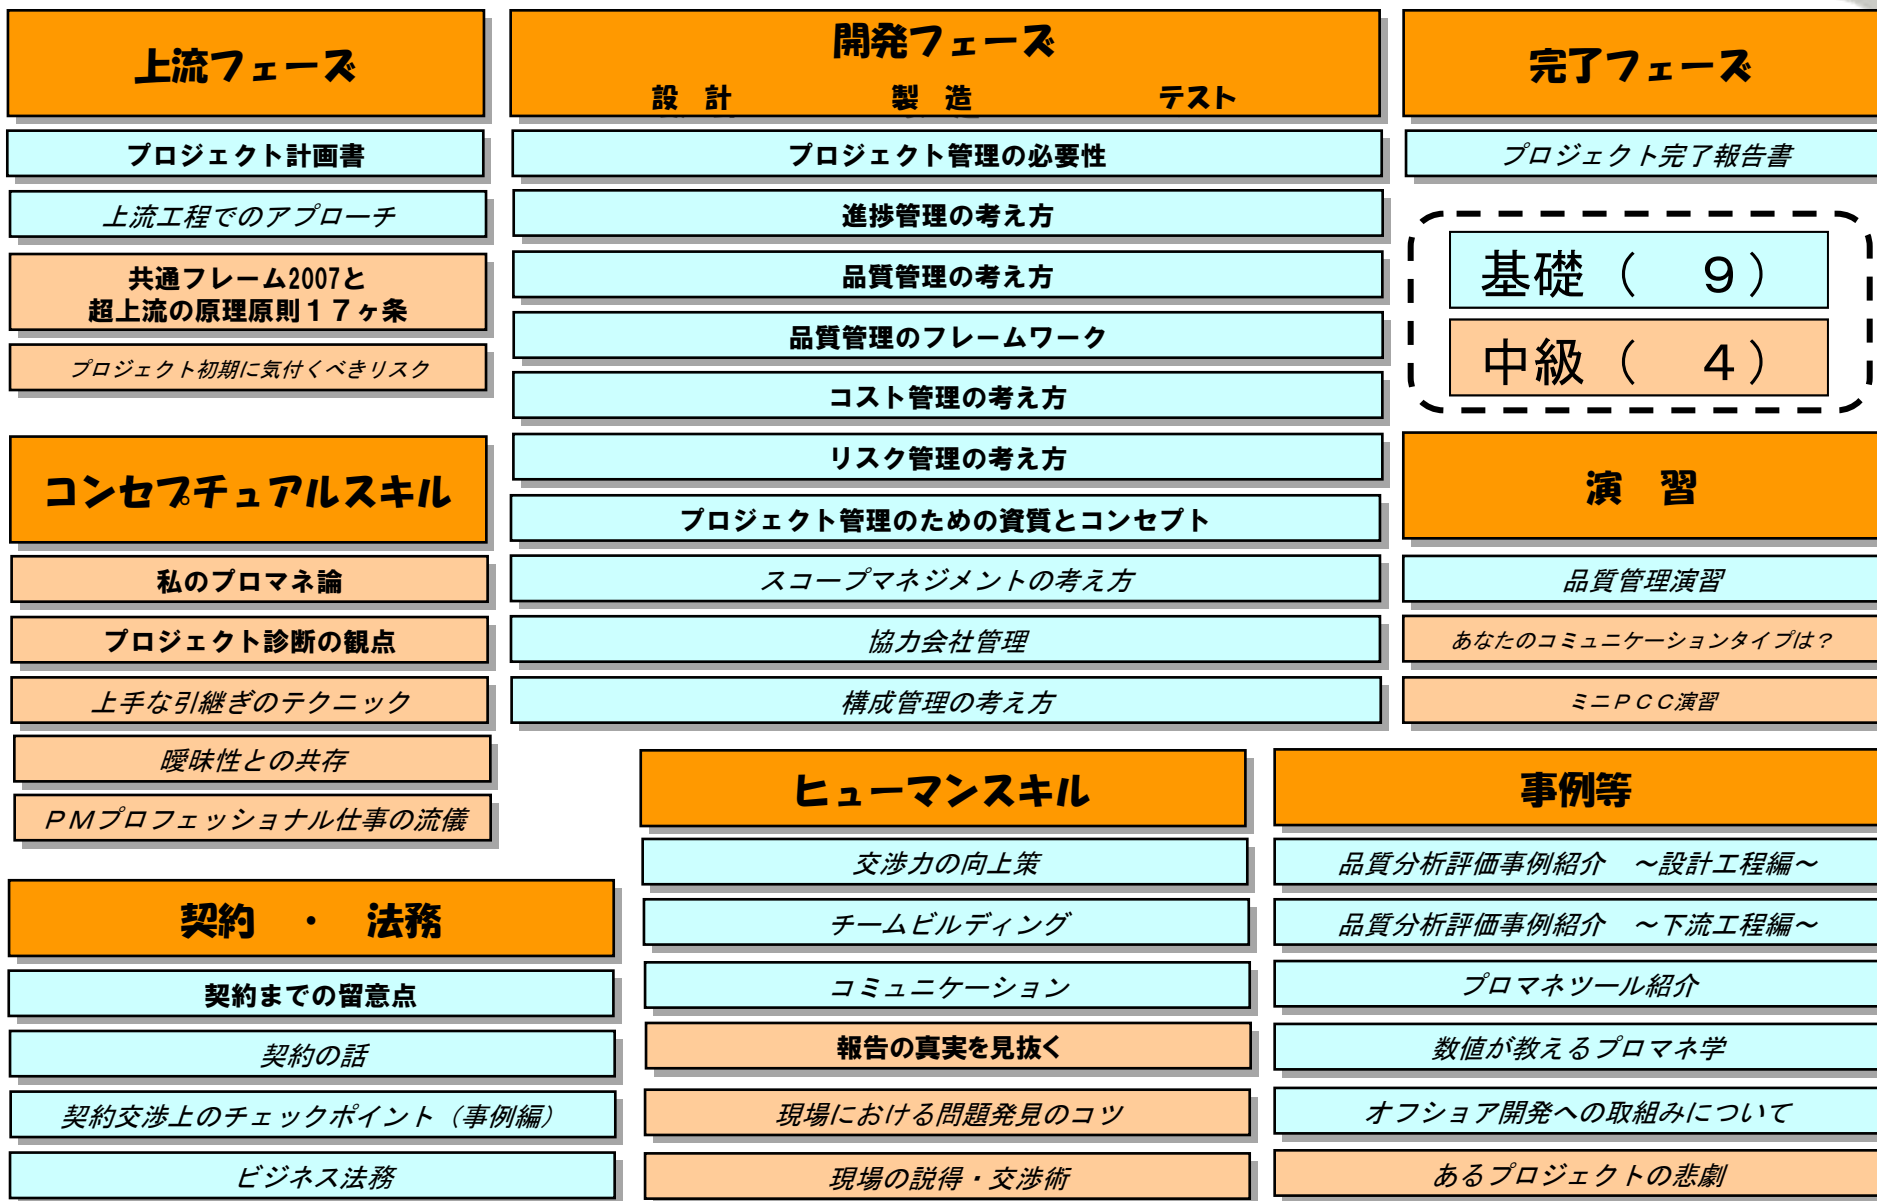 上流フェーズ
プロジェクト計画書
上流工程でのアプローチ
共通フレーム2007と
超上流の原理原則１７ヶ条
プロジェクト初期に気付くべきリスク
開発フェーズ
設　計　製　造　テスト
プロジェクト管理の必要性
進捗管理の考え方
品質管理の考え方
品質管理のフレームワーク
コスト管理の考え方
リスク管理の考え方
プロジェクト管理のための資質とコンセプト
スコープマネジメントの考え方
協力会社管理
構成管理の考え方
完了フェーズ
プロジェクト完了報告書
基礎（　９）
中級（　４）
コンセプチュアルスキル
私のプロマネ論
プロジェクト診断の観点
上手な引継ぎのテクニック
曖昧性との共存
ＰＭプロフェッショナル仕事の流儀
演　習
品質管理演習
あなたのコミュニケーションタイプは？
ミニＰＣＣ演習
契約　・　法務
契約までの留意点
契約の話
契約交渉上のチェックポイント（事例編）
ビジネス法務
ヒューマンスキル
交渉力の向上策
チームビルディング
コミュニケーション
報告の真実を見抜く
現場における問題発見のコツ
現場の説得・交渉術
事例等
品質分析評価事例紹介　～設計工程編～
品質分析評価事例紹介　～下流工程編～
プロマネツール紹介
数値が教えるプロマネ学
オフショア開発への取組みについて
あるプロジェクトの悲劇